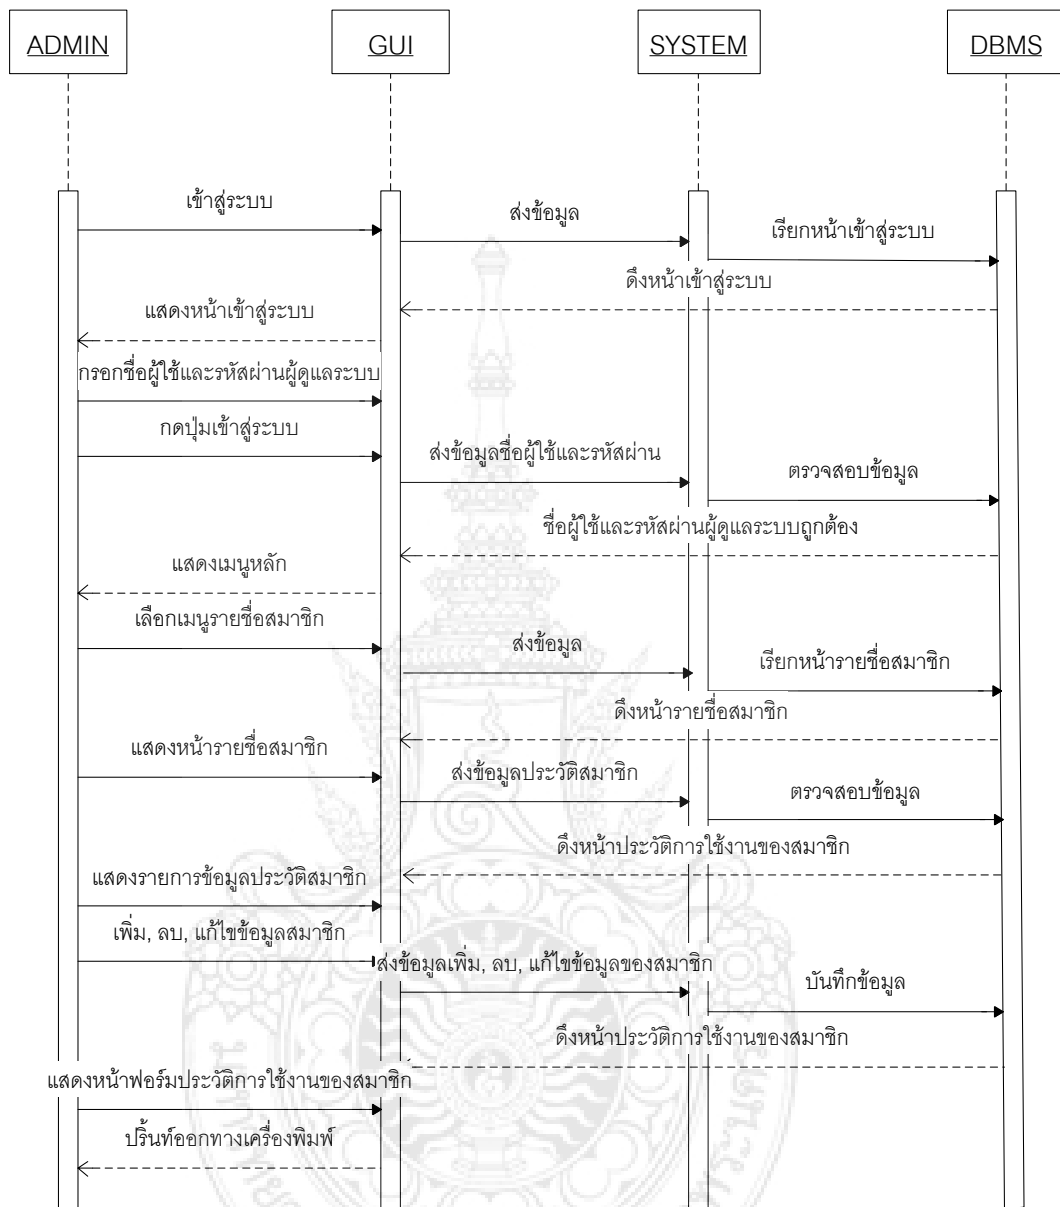 ADMIN
GUI
SYSTEM
DBMS
เข้าสู่ระบบ
ส่งข้อมูล
เรียกหน้าเข้าสู่ระบบ
ดึงหน้าเข้าสู่ระบบ
แสดงหน้าเข้าสู่ระบบ
กรอกชื่อผู้ใช้และรหัสผ่านผู้ดูแลระบบ
กดปุ่มเข้าสู่ระบบ
ส่งข้อมูลชื่อผู้ใช้และรหัสผ่าน
ตรวจสอบข้อมูล
ชื่อผู้ใช้และรหัสผ่านผู้ดูแลระบบถูกต้อง
แสดงเมนูหลัก
เลือกเมนูรายชื่อสมาชิก
ส่งข้อมูล
เรียกหน้ารายชื่อสมาชิก
ดึงหน้ารายชื่อสมาชิก
แสดงหน้ารายชื่อสมาชิก
ส่งข้อมูลประวัติสมาชิก
ตรวจสอบข้อมูล
ดึงหน้าประวัติการใช้งานของสมาชิก
แสดงรายการข้อมูลประวัติสมาชิก
เพิ่ม, ลบ, แก้ไขข้อมูลสมาชิก
ส่งข้อมูลเพิ่ม, ลบ, แก้ไขข้อมูลของสมาชิก
บันทึกข้อมูล
ดึงหน้าประวัติการใช้งานของสมาชิก
แสดงหน้าฟอร์มประวัติการใช้งานของสมาชิก
ปริ้นท์ออกทางเครื่องพิมพ์